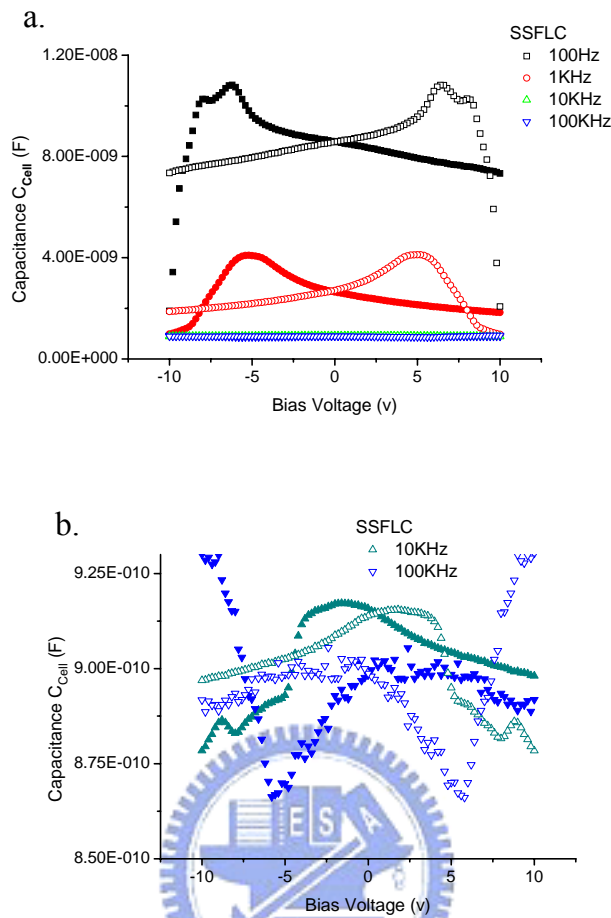 a.
SSFLC
100Hz
1KHz
10KHz
100KHz
1.20E-008
8.00E-009
4.00E-009
0.00E+000
Capacitance C_Cell (F)
-10
-5
0
5
10
Bias Voltage (v)
b.
SSFLC
10KHz
100KHz
9.25E-010
9.00E-010
8.75E-010
8.50E-010
Capacitance C_Cell (F)
E S A
-10
-5
0
5
10
Bias Voltage (v)